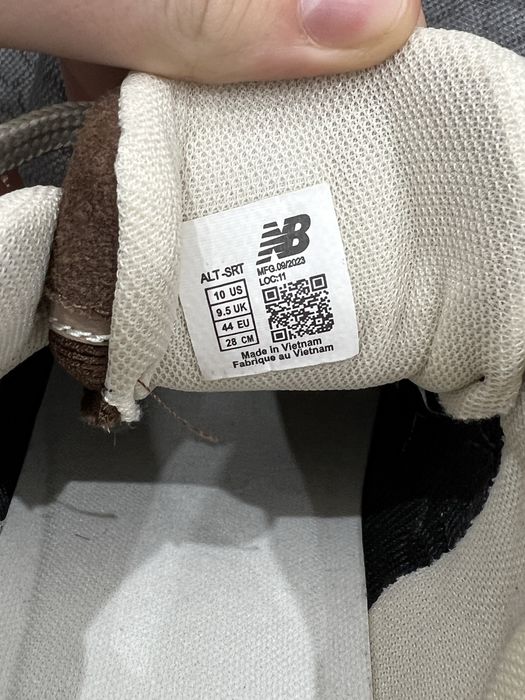 NB
ALT-SRT
MFG.09/2023
LOC:11
10 US
9.5 UK
44 EU
28 CM
Made in Vietnam
Fabrique au Vietnam